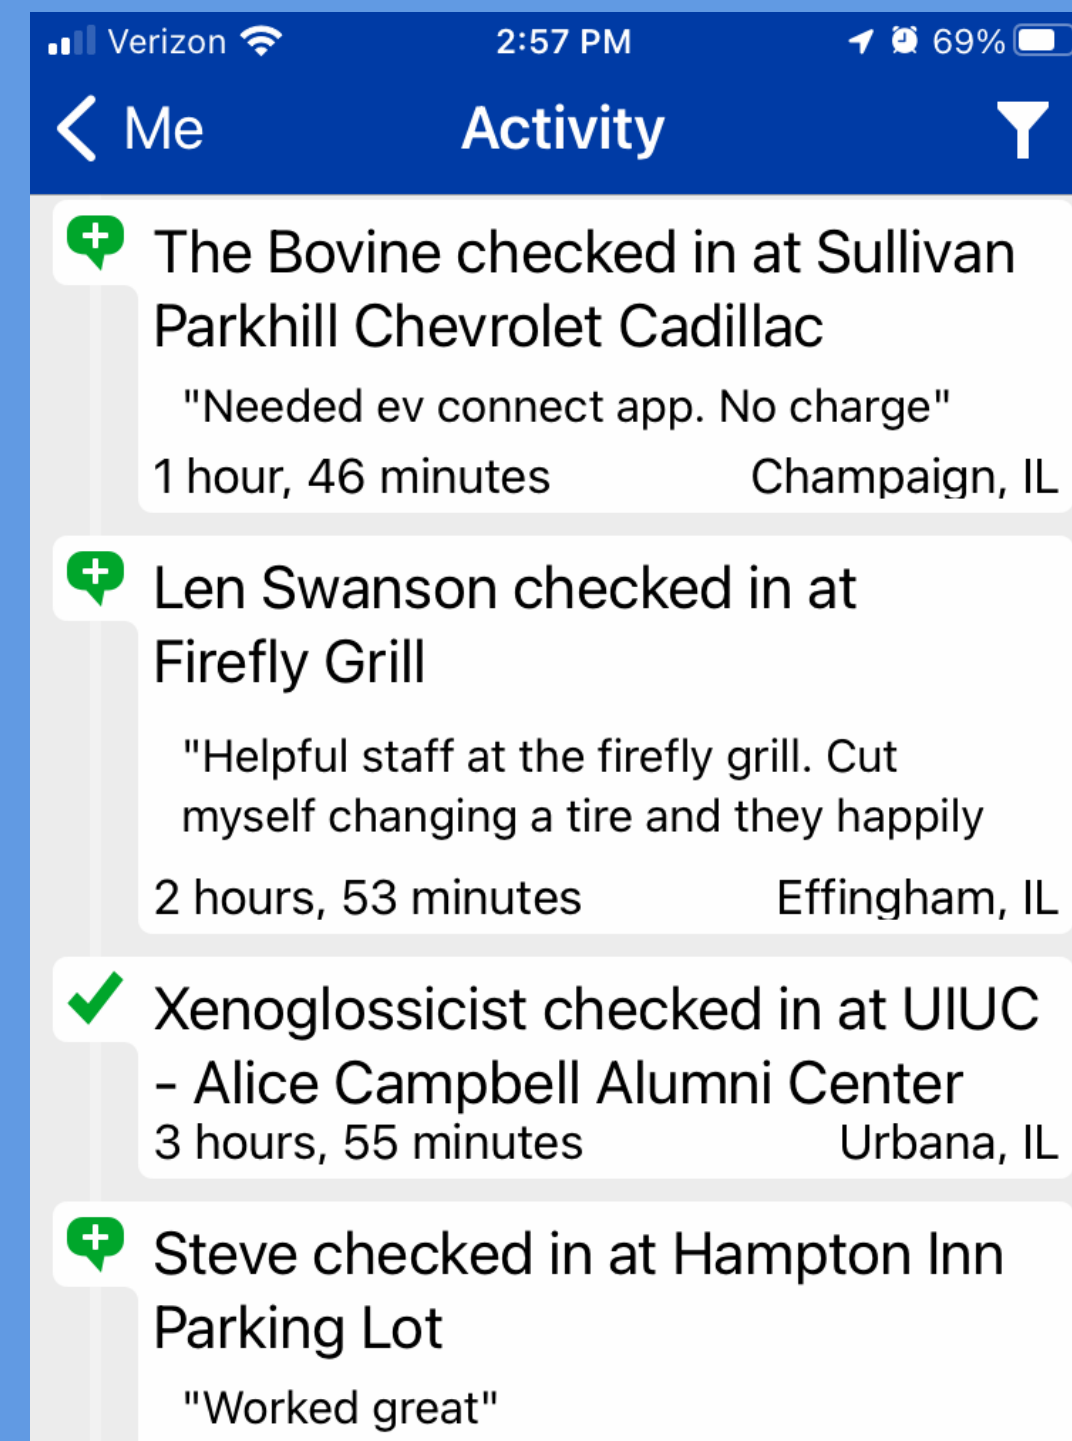 Verizon 2:57 PM 69%
Me Activity
The Bovine checked in at Sullivan
Parkhill Chevrolet Cadillac
"Needed ev connect app. No charge"
1 hour, 46 minutes Champaign, IL
Len Swanson checked in at
Firefly Grill
"Helpful staff at the firefly grill. Cut
myself changing a tire and they happily
2 hours, 53 minutes Effingham, IL
Xenoglossicist checked in at UIUC
- Alice Campbell Alumni Center
3 hours, 55 minutes Urbana, IL
Steve checked in at Hampton Inn
Parking Lot
"Worked great"